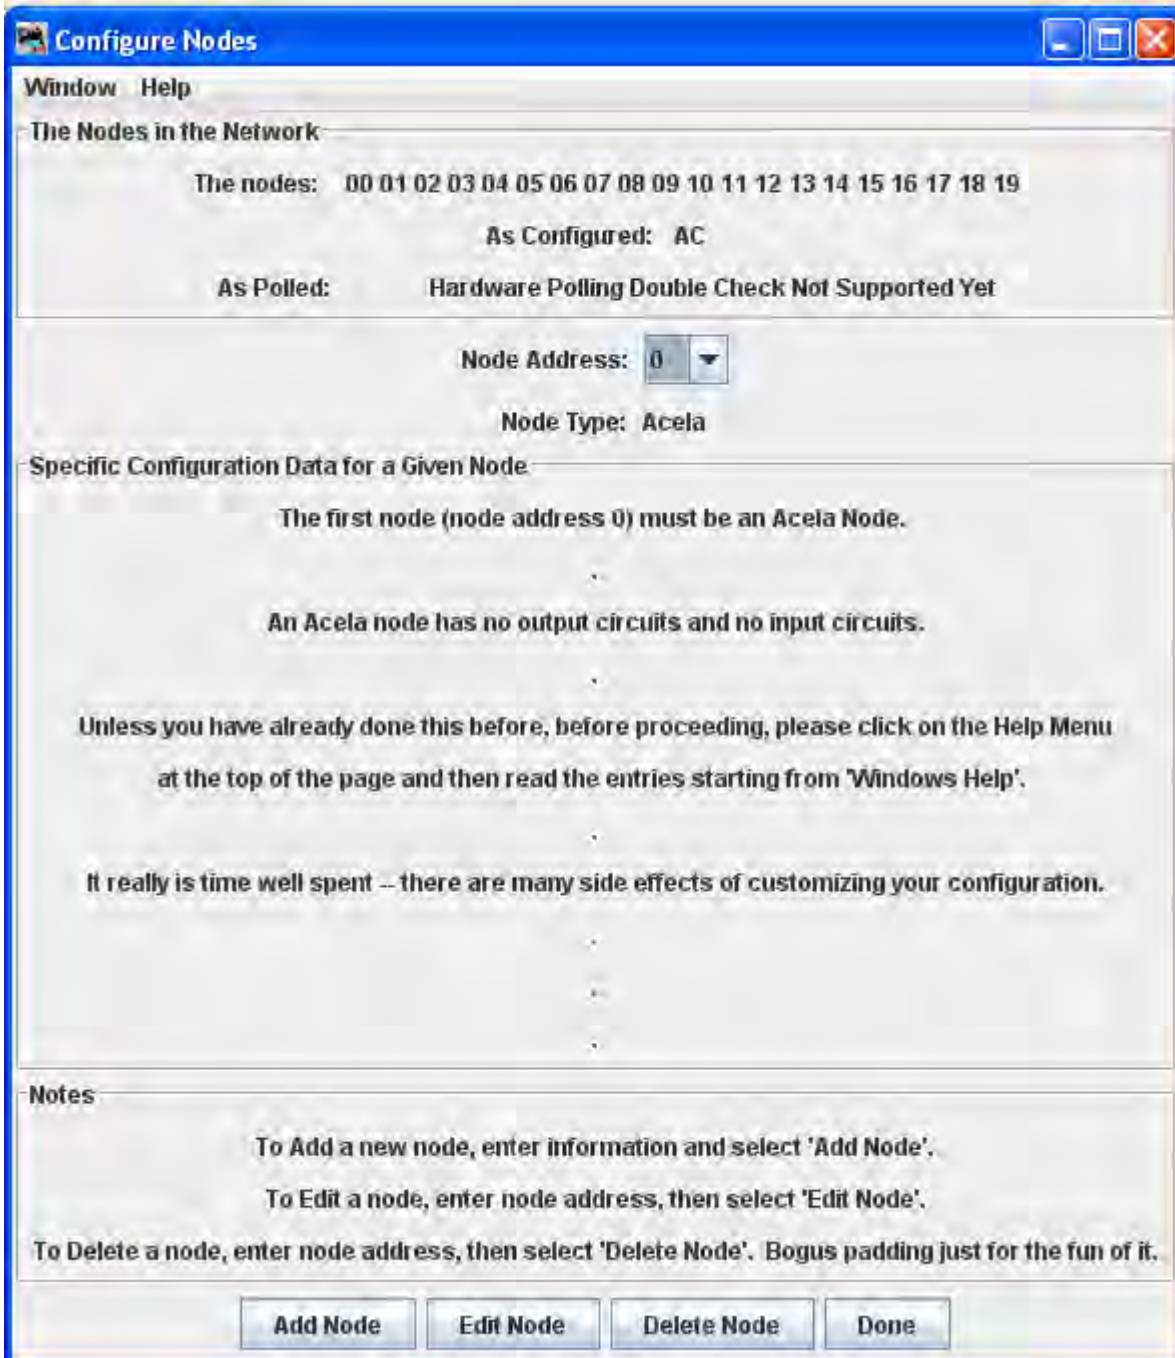 Configure Nodes
Window Help
The Nodes in the Network
The nodes: 00 01 02 03 04 05 06 07 08 09 10 11 12 13 14 15 16 17 18 19
As Configured: AC
As Polled: Hardware Polling Double Check Not Supported Yet
Node Address: 0
Node Type: Acela
Specific Configuration Data for a Given Node
The first node (node address 0) must be an Acela Node.
.
An Acela node has no output circuits and no input circuits.
.
Unless you have already done this before, before proceeding, please click on the Help Menu
at the top of the page and then read the entries starting from 'Windows Help'.
.
It really is time well spent -- there are many side effects of customizing your configuration.
.
.
.
Notes
To Add a new node, enter information and select 'Add Node'.
To Edit a node, enter node address, then select 'Edit Node'.
To Delete a node, enter node address, then select 'Delete Node'. Bogus padding just for the fun of it.
Add Node Edit Node Delete Node Done